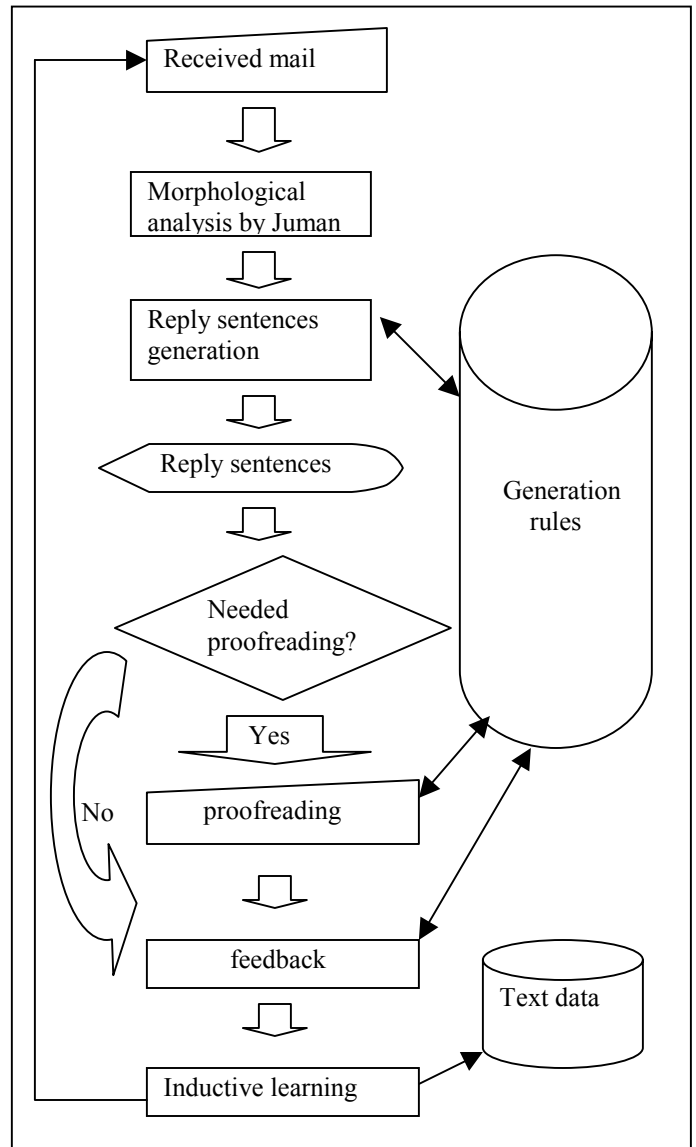 Received mail
Morphological
analysis by Juman
Reply sentences
generation
Reply sentences
Generation
rules
Needed
proofreading?
Yes
No
proofreading
feedback
Text data
Inductive learning